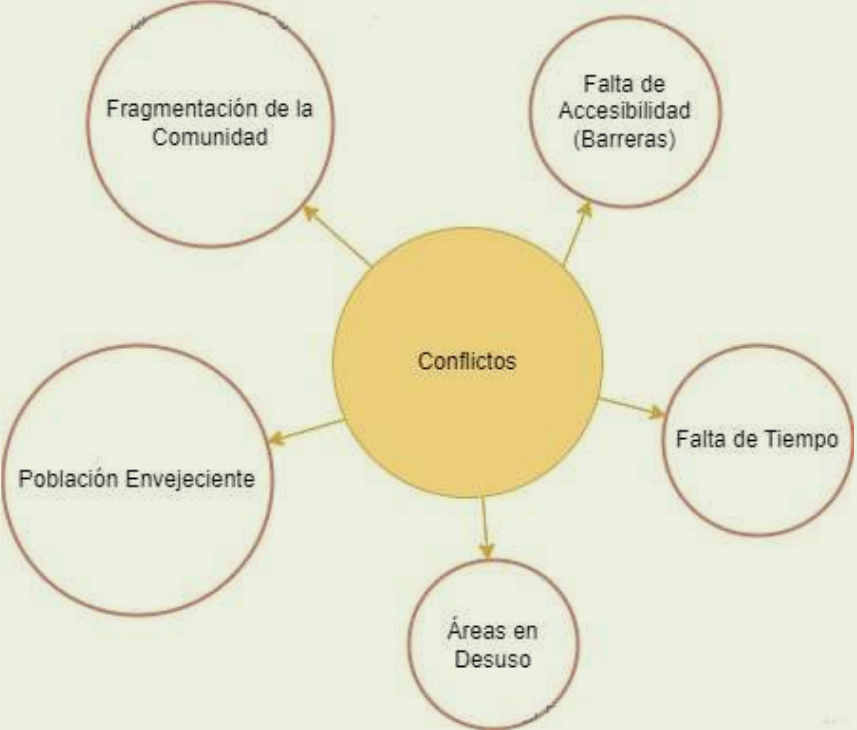 Fragmentación de la
Comunidad
Falta de
Accesibilidad
(Barreras)
Conflictos
Falta de Tiempo
Población Envejeciente
Áreas en
Desuso